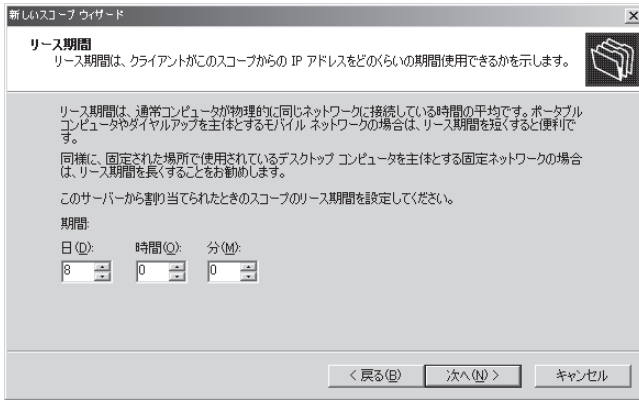 新しいスコープ ウィザード
リース期間
リース期間は、クライアントがこのスコープからの IP アドレスをどのくらいの期間使用できるかを示します。
リース期間は、通常コンピュータが物理的に同じネットワークに接続している時間の平均です。ポータブル
コンピュータやダイヤルアップを主体とするモバイル ネットワークの場合は、リース期間を短くすると便利で
す。
同様に、固定された場所で使用されているデスクトップ コンピュータを主体とする固定ネットワークの場合
は、リース期間を長くすることをお勧めします。
このサーバーから割り当てられたときのスコープのリース期間を設定してください。
期間:
日(D): 時間(O): 分(M):
8 0 0
< 戻る(B) 次へ(N) > キャンセル